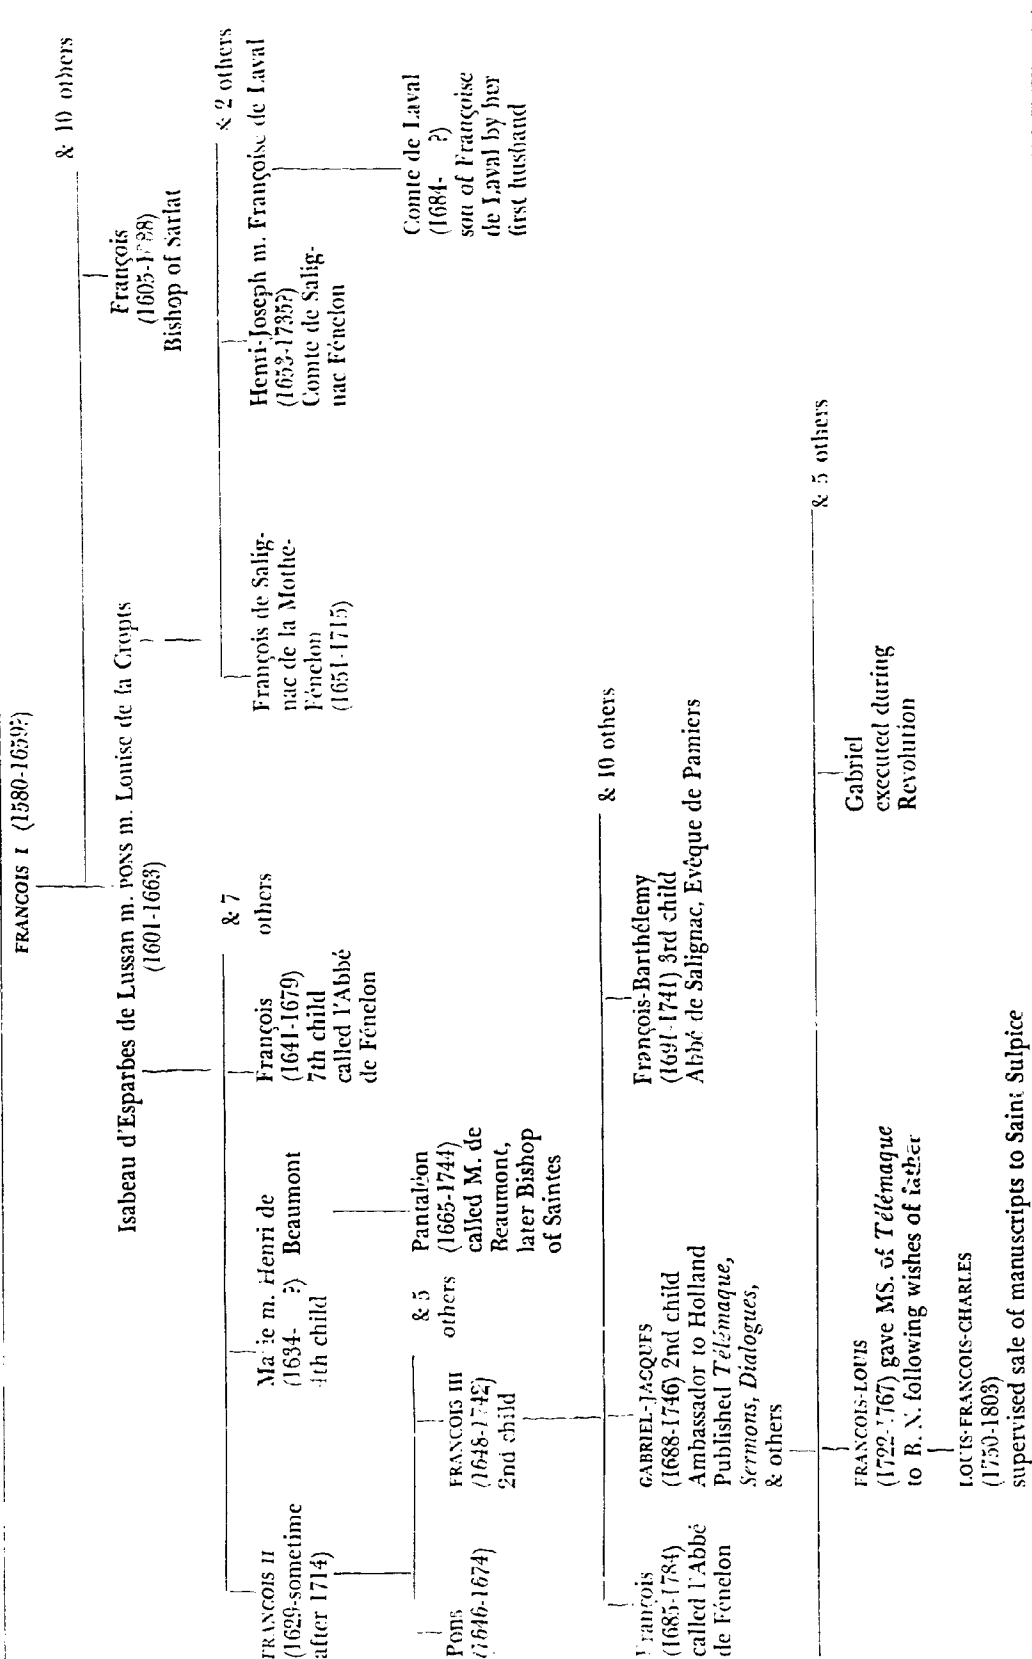 FRANCOIS I (1580-1659?)
& 10 others
Isabeau d'Esparbes de Lussan m. PONS m. Louise de la Cropts
(1601-1663)
François
Bishop of Sarlat
& 7
others
& 2 others
FRANCOIS II
(1629-sometime
after 1714)
m. Henri de
Beaumont
(1634- ?)
4th child
François
(1641-1679)
7th child
called l'Abbé
de Fénelon
François de Salig-
nac de la Mothe-
Fénelon
(1651-1715)
Henri-Joseph m. Françoise de Laval
(1653-1735?)
Comte de Salig-
nac Fénelon
Pons
(1646-1674)
FRANCOIS III
2nd child
& 5
others
Pantaléon
(1665-1744)
called M. de
Beaumont,
later Bishop
of Saintes
Comte de Laval
(1684- ?)
son of Françoise
de Laval by her
first husband
& 10 others
François
called l'Abbé
de Fénelon
GABRIEL-JACQUES
(1688-1746) 2nd child
Ambassador to Holland
Published Télémaque,
Sermons, Dialogues,
& others
François-Barthélemy
(1691-1741) 3rd child
Abbé de Salignac, Evêque de Pamiers
& 5 others
FRANCOIS-LOUIS
(1722-1767) gave MS. of Télémaque
to B. N. following wishes of father
Gabriel
executed during
Revolution
LOUIS-FRANCOIS-CHARLES
(1750-1803)
supervised sale of manuscripts to Saint Sulpice